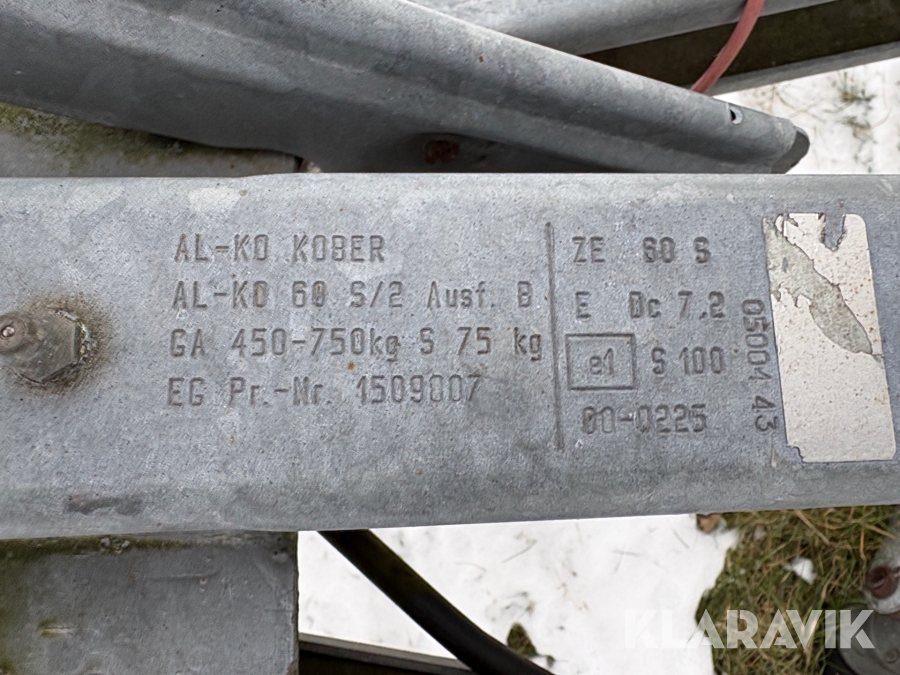 AL-KO KOBER
AL-KO 60 S/2 Ausf. B
GA 450-750kg S 75 kg
EG Pr.-Nr. 1509007
ZE 60 S
E Dc 7,2
e1 S 100
00-0225
0500143
KLARAVIK